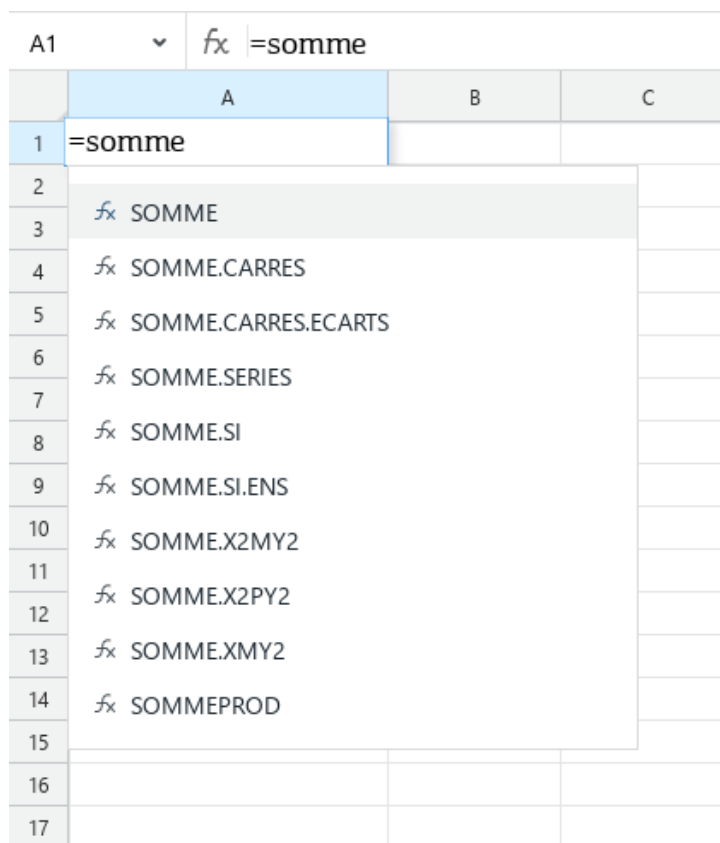 A1 fx =somme
A B C
1 =somme
2
fx SOMME
3
4 fx SOMME.CARRES
5 fx SOMME.CARRES.ECARTS
6 fx SOMME.SERIES
7
8 fx SOMME.SI
9 fx SOMME.SI.ENS
10 fx SOMME.X2MY2
11
12 fx SOMME.X2PY2
13 fx SOMME.XMY2
14 fx SOMMEPROD
15
16
17